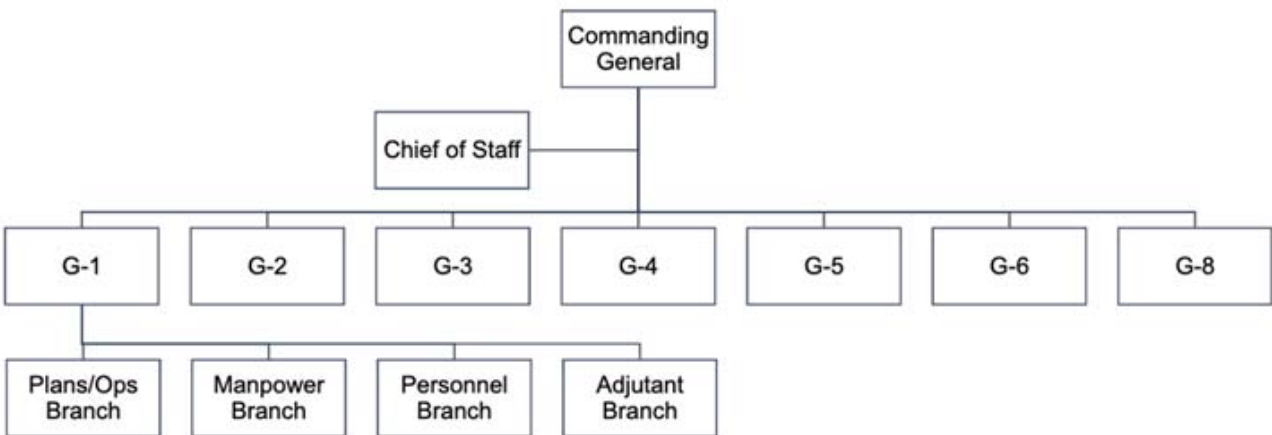 Commanding
General
Chief of Staff
G-1
G-2
G-3
G-4
G-5
G-6
G-8
Plans/Ops
Branch
Manpower
Branch
Personnel
Branch
Adjutant
Branch